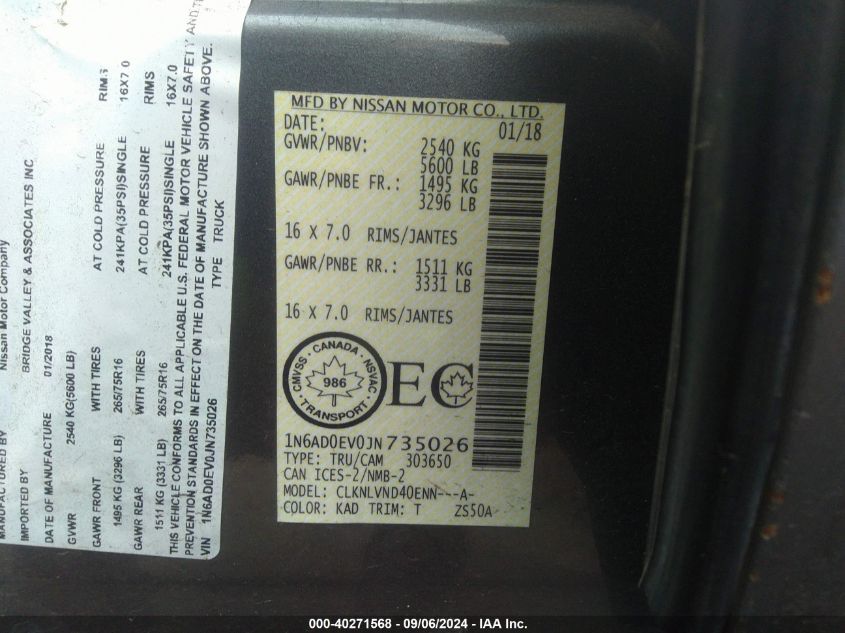 MANUFACTURED BY Nissan Motor Company
IMPORTED BY BRIDGE VALLEY & ASSOCIATES INC
DATE OF MANUFACTURE 01/2018
GVWR 2540 KG(5600 LB)
GAWR FRONT WITH TIRES AT COLD PRESSURE RIMS
1495 KG (3296 LB) 265/75R16 241KPA(35PSI)SINGLE 16X7.0
GAWR REAR WITH TIRES AT COLD PRESSURE RIMS
1511 KG (3331 LB) 265/75R16 241KPA(35PSI)SINGLE 16X7.0
THIS VEHICLE CONFORMS TO ALL APPLICABLE U.S. FEDERAL MOTOR VEHICLE SAFETY AND
PREVENTION STANDARDS IN EFFECT ON THE DATE OF MANUFACTURE SHOWN ABOVE.
VIN 1N6AD0EV0JN735026 TYPE TRUCK
MFD BY NISSAN MOTOR CO., LTD.
DATE: 01/18
GVWR/PNBV: 2540 KG
5600 LB
GAWR/PNBE FR.: 1495 KG
3296 LB
16 X 7.0 RIMS/JANTES
GAWR/PNBE RR.: 1511 KG
3331 LB
16 X 7.0 RIMS/JANTES
CMVSS · CANADA · NSVAC
986
TRANSPORT
EC
1N6AD0EV0JN735026
TYPE: TRU/CAM 303650
CAN ICES-2/NMB-2
MODEL: CLKNLVND40ENN---A-
COLOR: KAD TRIM: T ZS50A
000-40271568 - 09/06/2024 - IAA Inc.